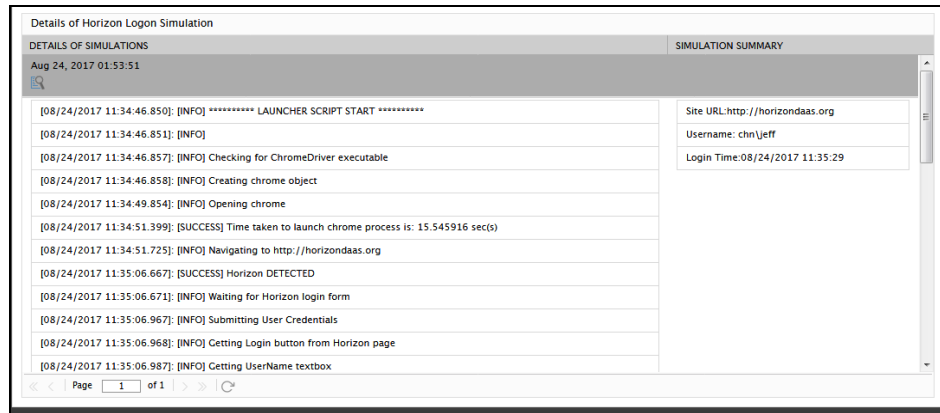 Details of Horizon Logon Simulation
DETAILS OF SIMULATIONS SIMULATION SUMMARY
Aug 24, 2017 01:53:51
[08/24/2017 11:34:46.850]: [INFO] ********** LAUNCHER SCRIPT START **********
[08/24/2017 11:34:46.851]: [INFO]
[08/24/2017 11:34:46.857]: [INFO] Checking for ChromeDriver executable
[08/24/2017 11:34:46.858]: [INFO] Creating chrome object
[08/24/2017 11:34:49.854]: [INFO] Opening chrome
[08/24/2017 11:34:51.399]: [SUCCESS] Time taken to launch chrome process is: 15.545916 sec(s)
[08/24/2017 11:34:51.725]: [INFO] Navigating to http://horizondaas.org
[08/24/2017 11:35:06.667]: [SUCCESS] Horizon DETECTED
[08/24/2017 11:35:06.671]: [INFO] Waiting for Horizon login form
[08/24/2017 11:35:06.967]: [INFO] Submitting User Credentials
[08/24/2017 11:35:06.968]: [INFO] Getting Login button from Horizon page
[08/24/2017 11:35:06.987]: [INFO] Getting UserName textbox
Site URL:http://horizondaas.org
Username: chn\jeff
Login Time:08/24/2017 11:35:29
Page 1 of 1